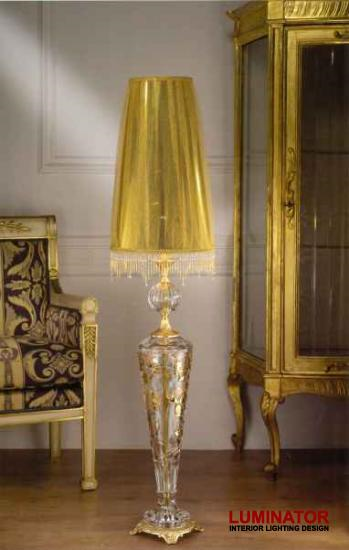 LUMINATOR
INTERIOR LIGHTING DESIGN